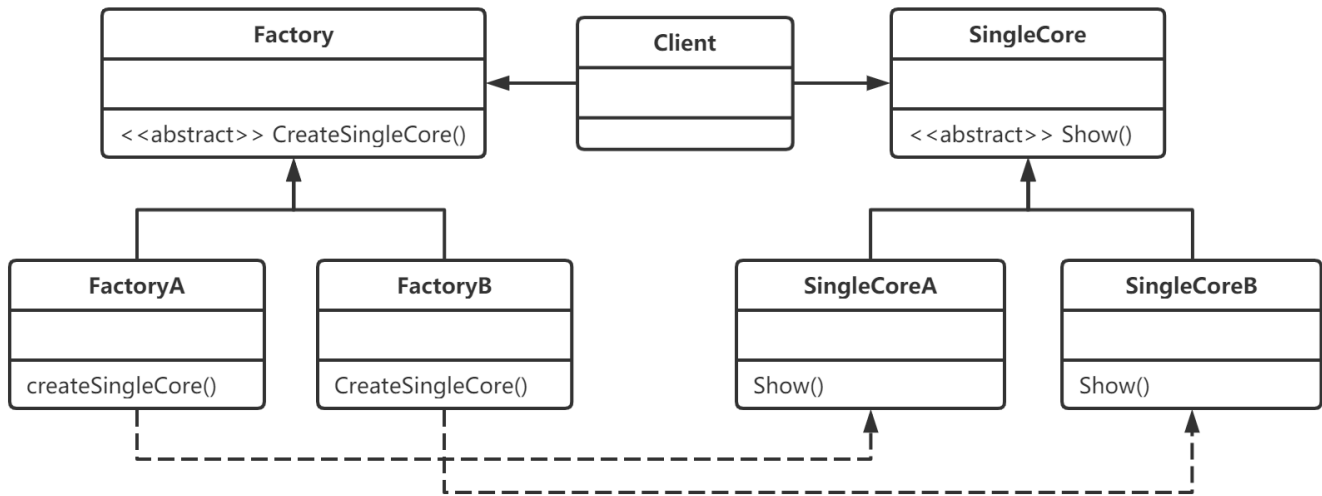 Factory
<<abstract>> CreateSingleCore()
Client
SingleCore
<<abstract>> Show()
FactoryA
createSingleCore()
FactoryB
CreateSingleCore()
SingleCoreA
Show()
SingleCoreB
Show()